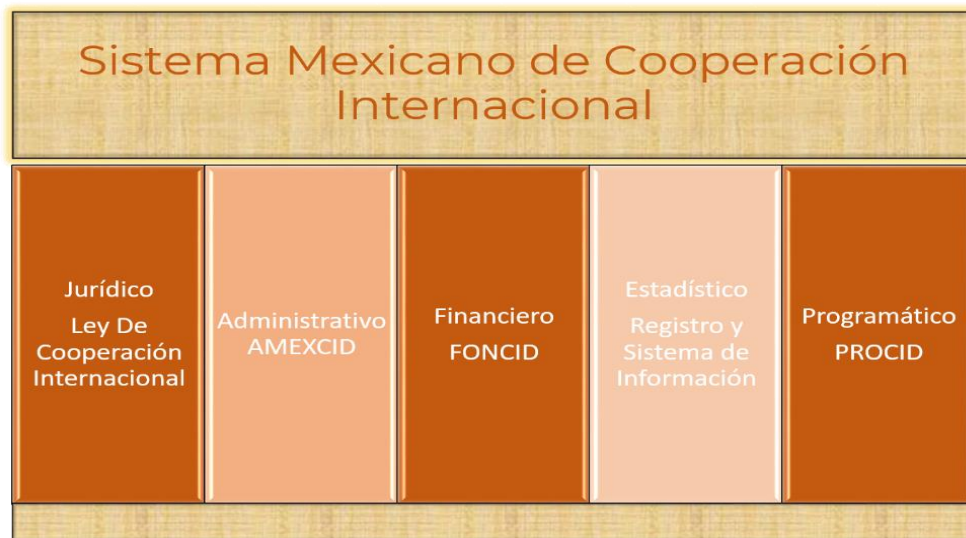 Sistema Mexicano de Cooperación
Internacional
Jurídico
Ley De
Cooperación
Internacional
Administrativo
AMEXCID
Financiero
FONCID
Estadístico
Registro y
Sistema de
Información
Programático
PROCID